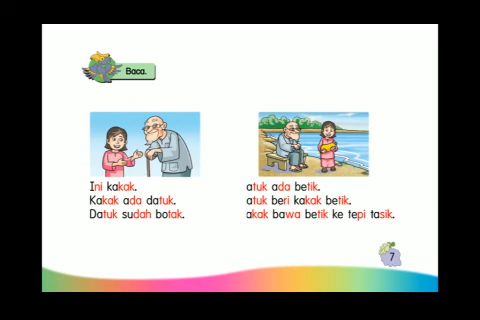 Baca.
Ini kakak.
Kakak ada datuk.
Datuk sudah botak.
atuk ada betik.
atuk beri kakak betik.
akak bawa betik ke tepi tasik.
7